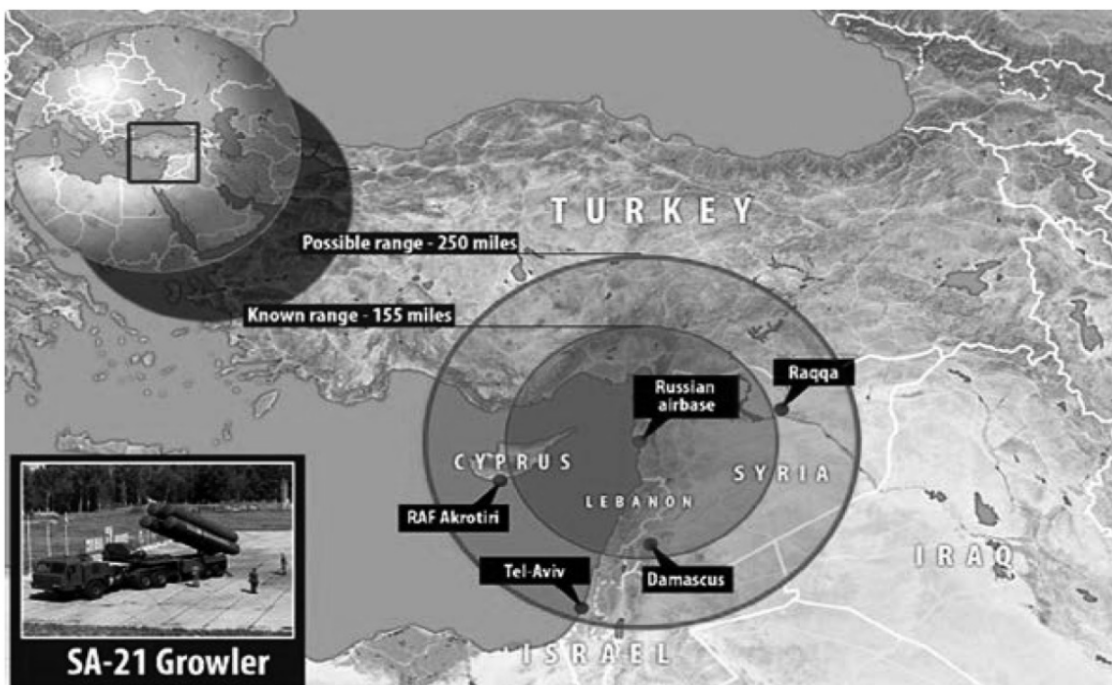 TURKEY
Possible range - 250 miles
Known range - 155 miles
Russian
airbase
Raqqa
CYPRUS
SYRIA
LEBANON
RAF Akrotiri
IRAQ
Tel-Aviv
Damascus
ISRAEL
SA-21 Growler